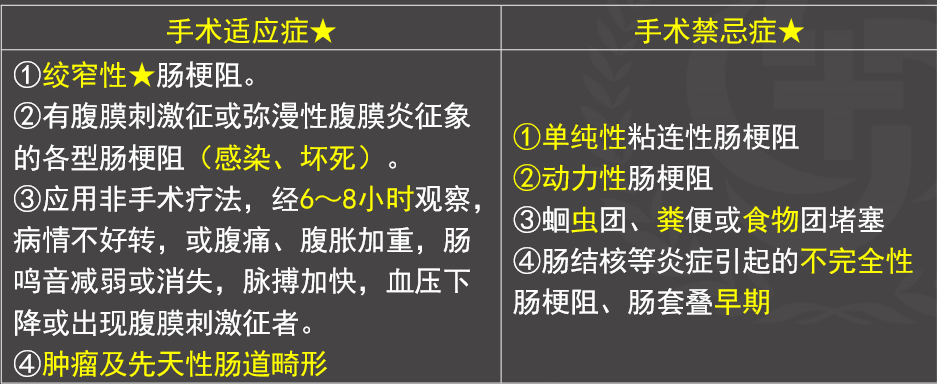 手术适应症★
①绞窄性★肠梗阻。
②有腹膜刺激征或弥漫性腹膜炎征象
的各型肠梗阻（感染、坏死）。
③应用非手术疗法，经6～8小时观察，
病情不好转，或腹痛、腹胀加重，肠
鸣音减弱或消失，脉搏加快，血压下
降或出现腹膜刺激征者。
④肿瘤及先天性肠道畸形
手术禁忌症★
①单纯性粘连性肠梗阻
②动力性肠梗阻
③蛔虫团、粪便或食物团堵塞
④肠结核等炎症引起的不完全性
肠梗阻、肠套叠早期